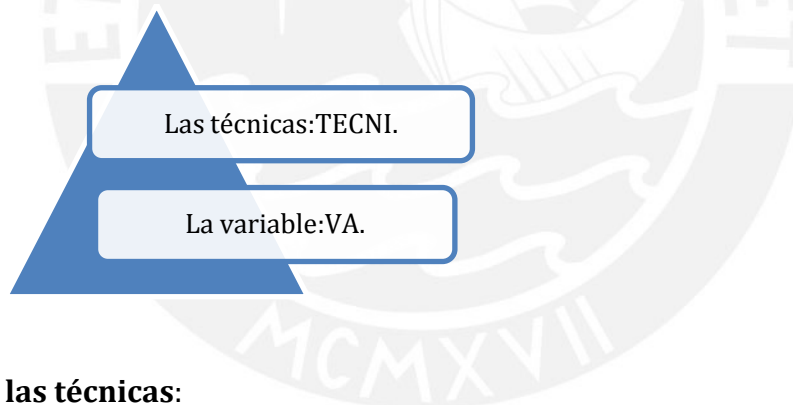 Las técnicas:TECNI.
La variable:VA.
MCMXVII
las técnicas: